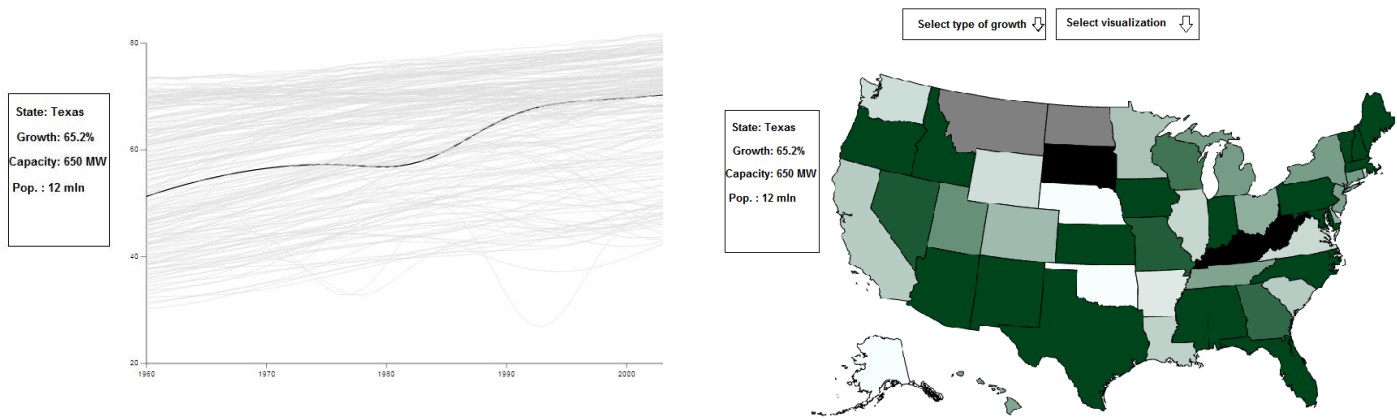 Select type of growth
Select visualization
80
60
40
20
1960
1970
1980
1990
2000
State: Texas
Growth: 65.2%
Capacity: 650 MW
Pop. : 12 mln
State: Texas
Growth: 65.2%
Capacity: 650 MW
Pop. : 12 mln